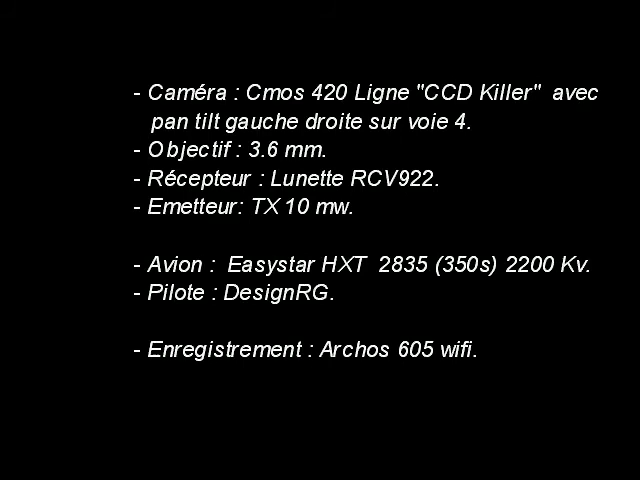 - Caméra : Cmos 420 Ligne "CCD Killer" avec
pan tilt gauche droite sur voie 4.
- Objectif : 3.6 mm.
- Récepteur : Lunette RCV922.
- Emetteur: TX 10 mw.
- Avion : Easystar HXT 2835 (350s) 2200 Kv.
- Pilote : DesignRG.
- Enregistrement : Archos 605 wifi.